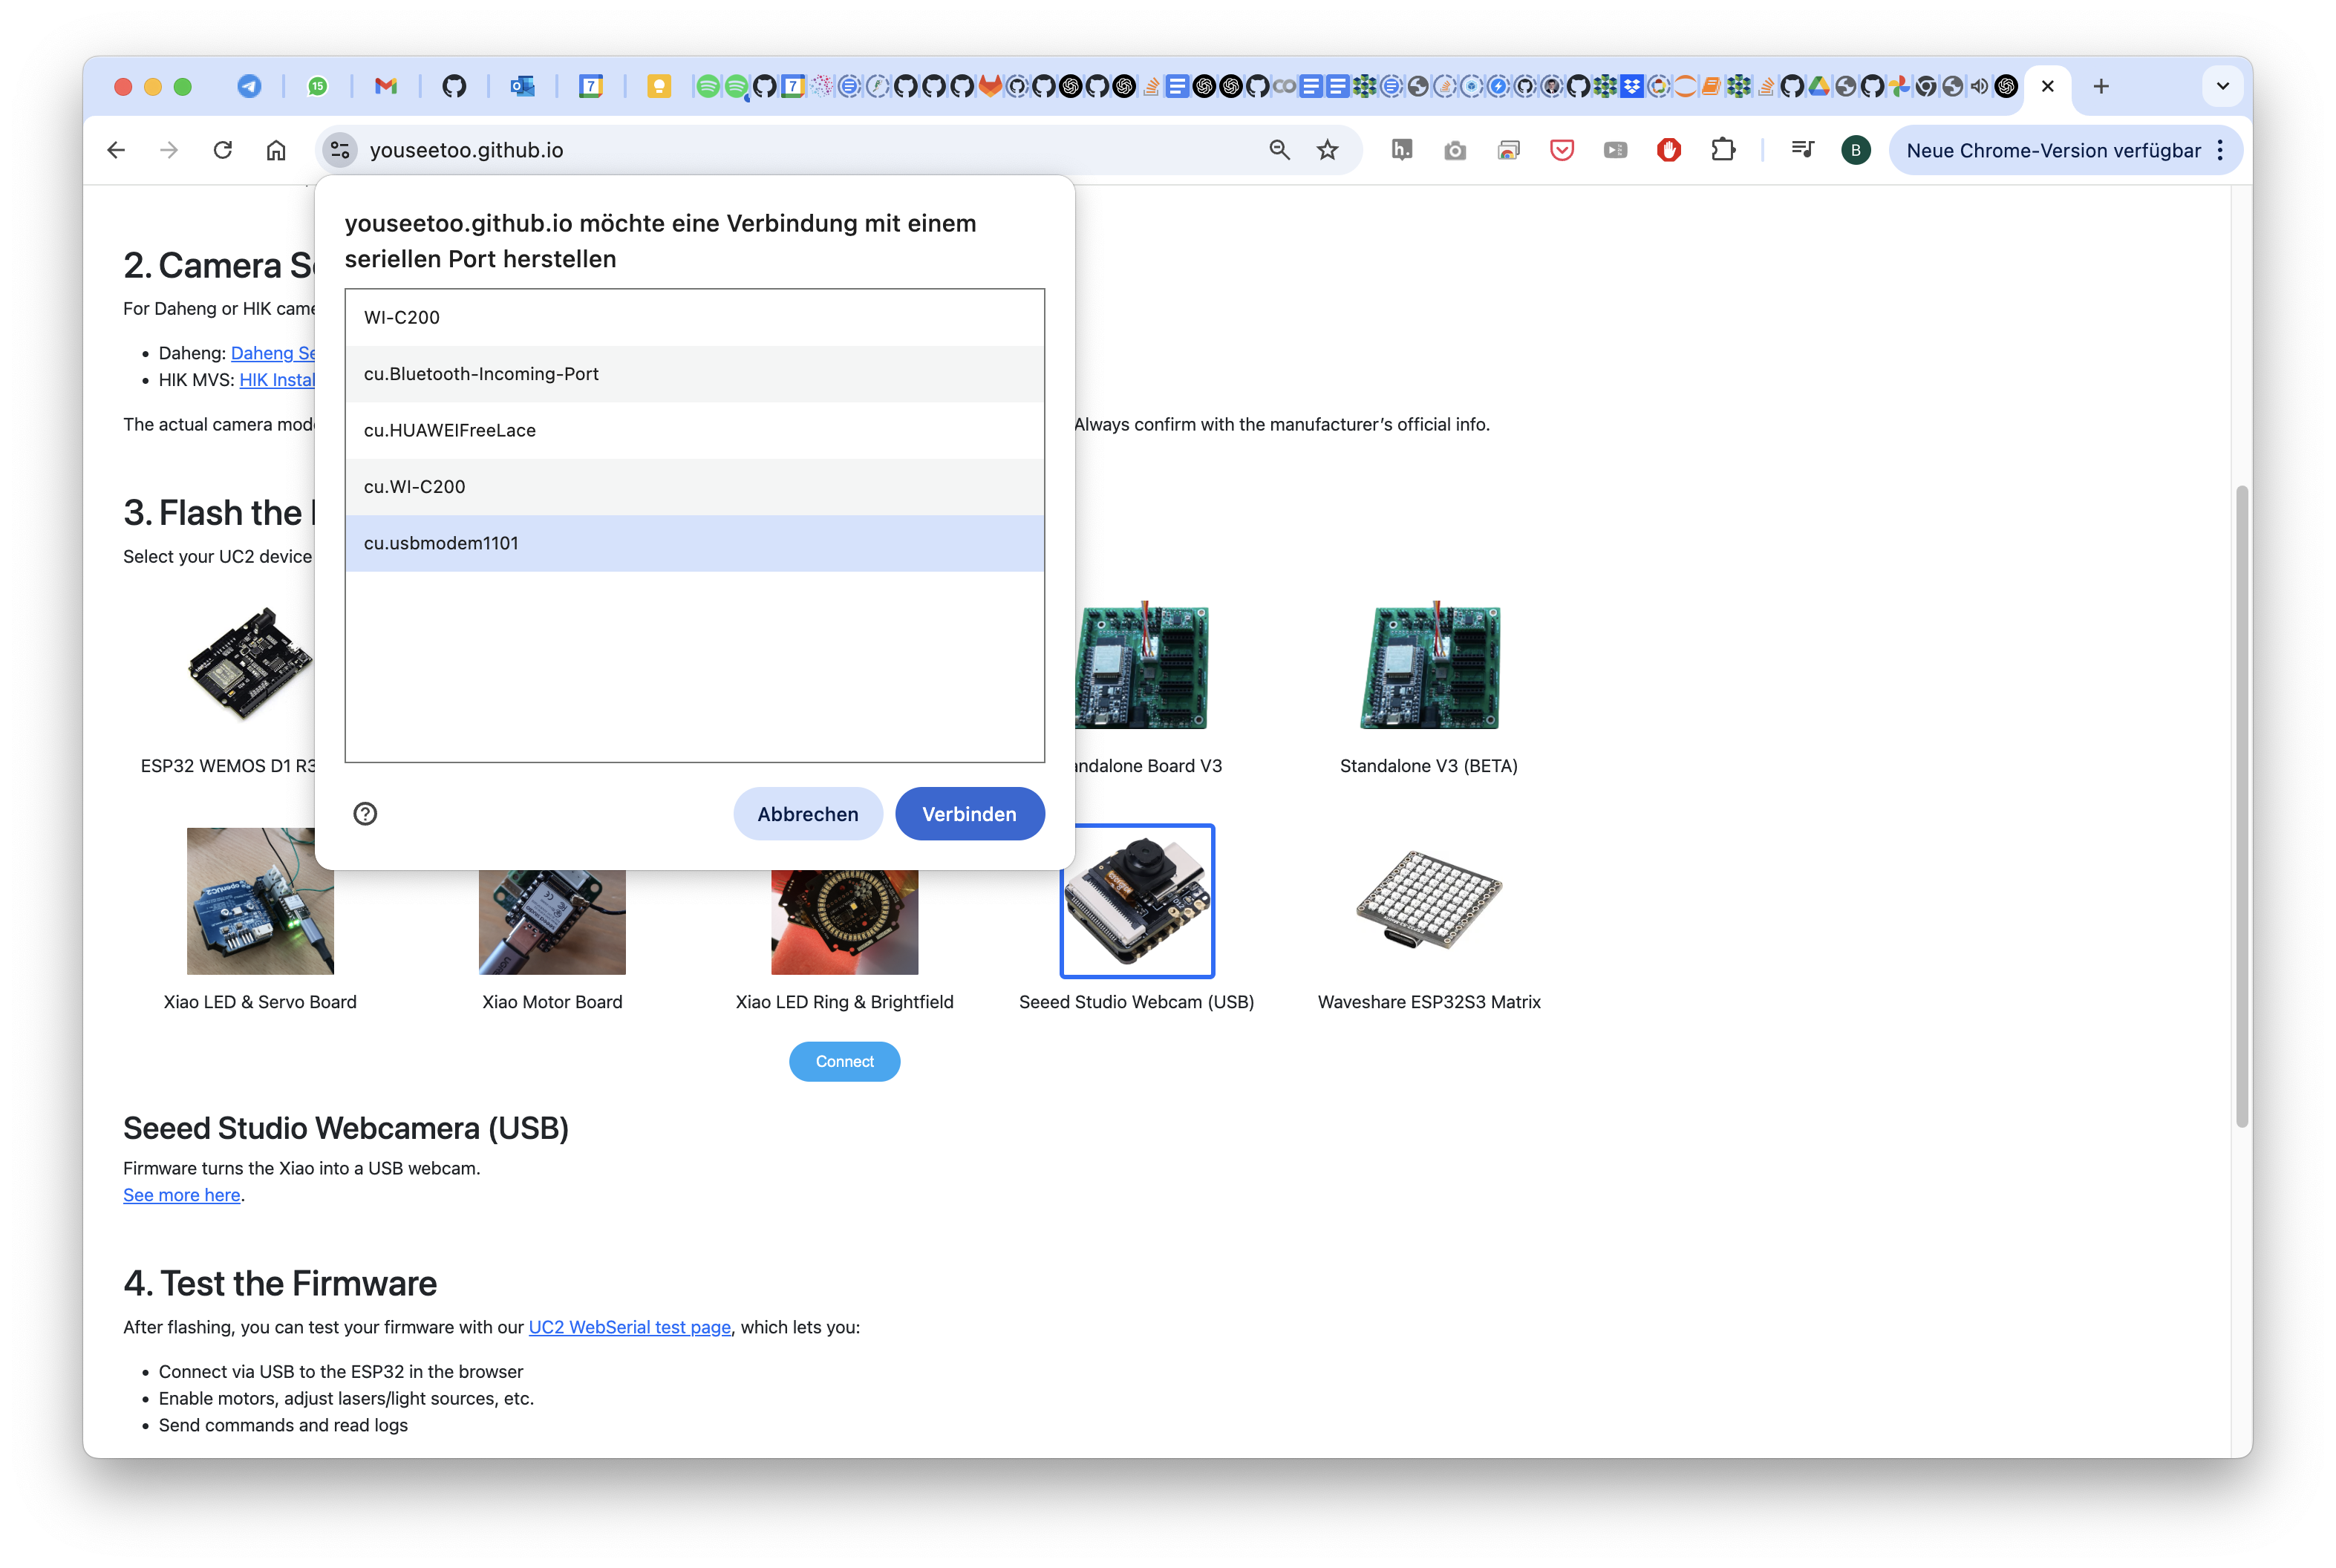 15
7
7
h.
B
youseetoo.github.io
Neue Chrome-Version verfügbar
youseetoo.github.io möchte eine Verbindung mit einem
seriellen Port herstellen
WI-C200
cu.Bluetooth-Incoming-Port
cu.HUAWEIFreeLace
cu.WI-C200
cu.usbmodem1101
Abbrechen
Verbinden
2. Camera
For Daheng or HIK
Daheng: Daheng
HIK MVS: HIK
The actual camera
Always confirm with the manufacturer's official info.
3. Flash the
Select your UC2 device
ESP32 WEMOS D1 R3
Board V3
Standalone V3 (BETA)
Xiao LED & Servo Board
Xiao Motor Board
Xiao LED Ring & Brightfield
Seeed Studio Webcam (USB)
Waveshare ESP32S3 Matrix
Connect
Seeed Studio Webcamera (USB)
Firmware turns the Xiao into a USB webcam.
See more here.
4. Test the Firmware
After flashing, you can test your firmware with our UC2 WebSerial test page, which lets you:
Connect via USB to the ESP32 in the browser
Enable motors, adjust lasers/light sources, etc.
Send commands and read logs